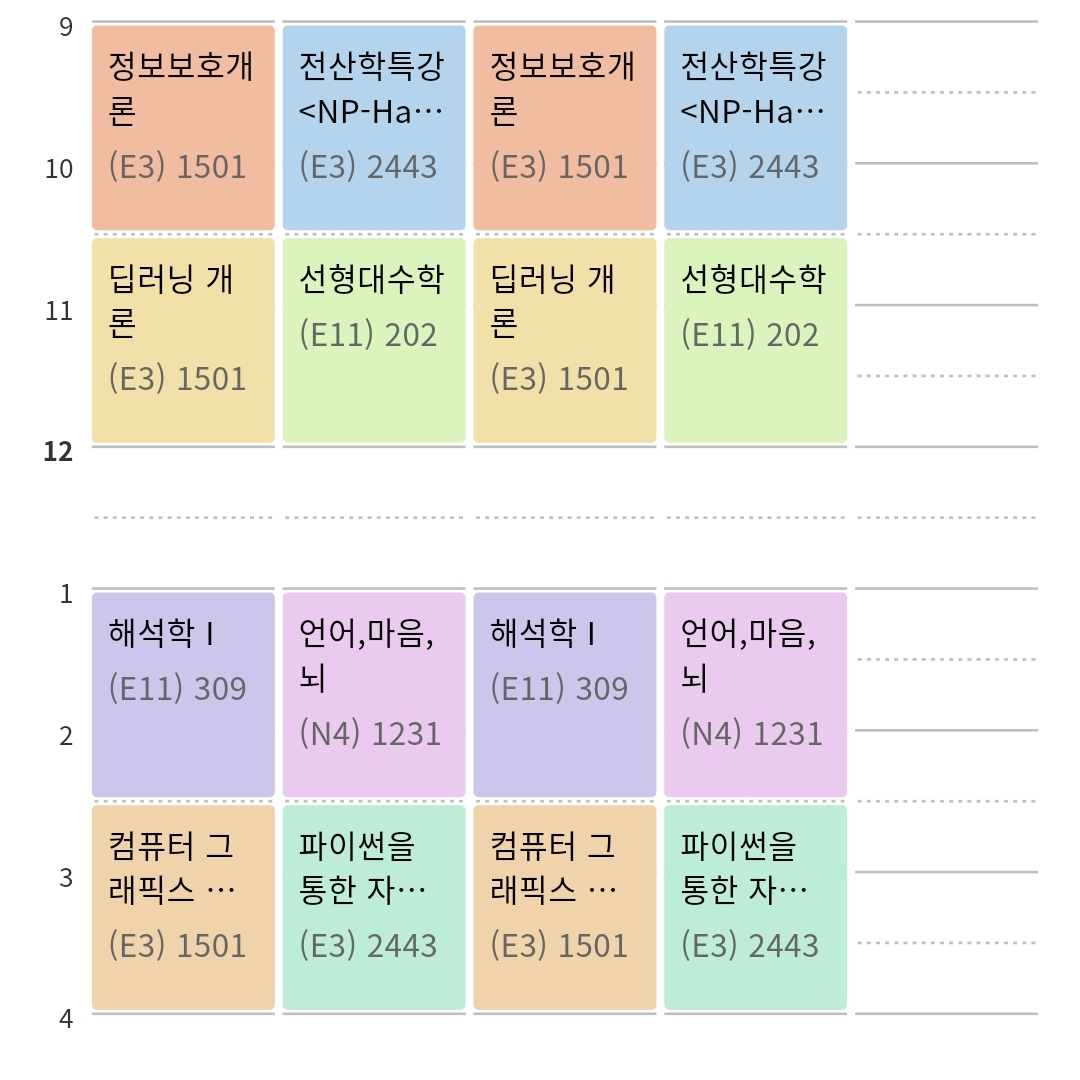 9
정보보호개
론
(E3) 1501
전산학특강
<NP-Ha⋯
(E3) 2443
정보보호개
론
(E3) 1501
전산학특강
<NP-Ha⋯
(E3) 2443
10
딥러닝 개
론
(E3) 1501
선형대수학
(E11) 202
딥러닝 개
론
(E3) 1501
선형대수학
(E11) 202
11
12
1
해석학 I
(E11) 309
언어,마음,
뇌
(N4) 1231
해석학 I
(E11) 309
언어,마음,
뇌
(N4) 1231
2
컴퓨터 그
래픽스 ⋯
(E3) 1501
파이썬을
통한 자⋯
(E3) 2443
컴퓨터 그
래픽스 ⋯
(E3) 1501
파이썬을
통한 자⋯
(E3) 2443
3
4